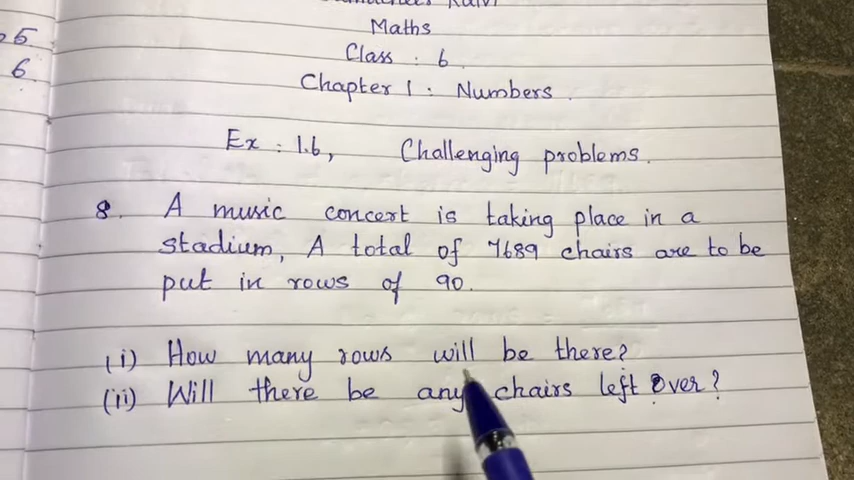 Maths
Class : 6
Chapter 1 : Numbers.
Ex : 1.6, Challenging problems.
8. A music concert is taking place in a
stadium, A total of 7689 chairs are to be
put in rows of 90.
(i) How many rows will be there?
(ii) Will there be any chairs left over?
5
6